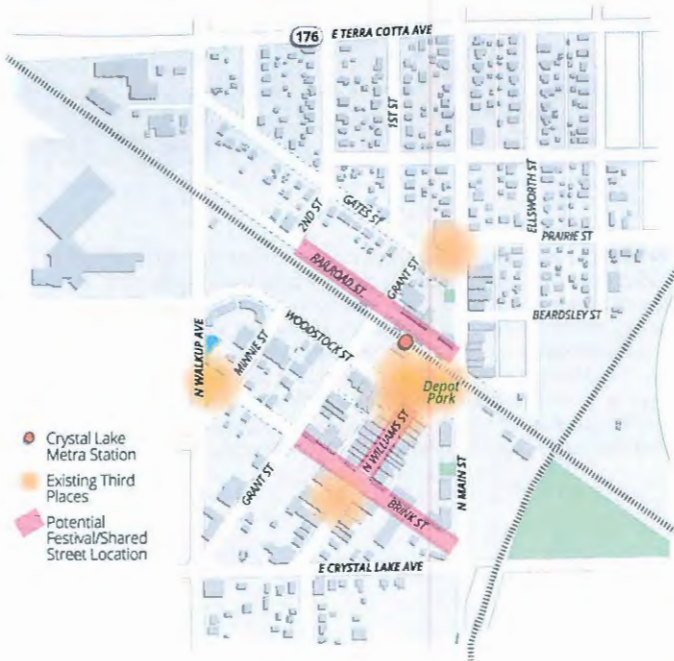 176 E TERRA COTTA AVE
1ST ST
ELLSWORTH ST
2ND ST
GATES ST
PRAIRIE ST
RAILROAD ST
GRANT ST
BEARDSLEY ST
N WALKUP AVE
MINNIE ST
WOODSTOCK ST
Depot
Park
N WILLIAMS ST
GRANT ST
BRINK ST
N MAIN ST
E CRYSTAL LAKE AVE
Crystal Lake
Metra Station
Existing Third
Places
Potential
Festival/Shared
Street Location